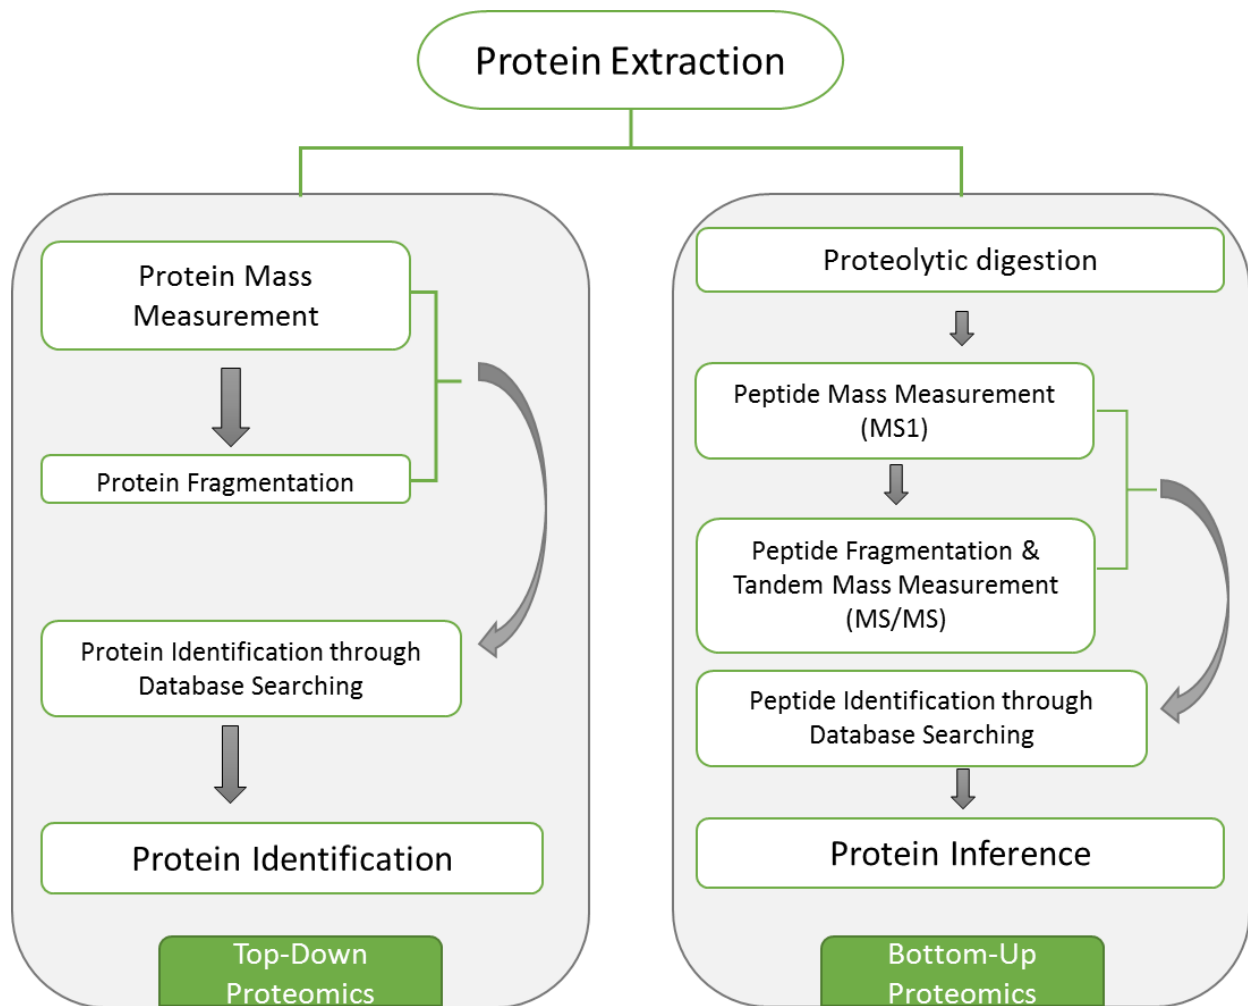 Protein Extraction
Protein Mass
Measurement
Protein Fragmentation
Protein Identification through
Database Searching
Protein Identification
Top-Down
Proteomics
Proteolytic digestion
Peptide Mass Measurement
(MS1)
Peptide Fragmentation &
Tandem Mass Measurement
(MS/MS)
Peptide Identification through
Database Searching
Protein Inference
Bottom-Up
Proteomics